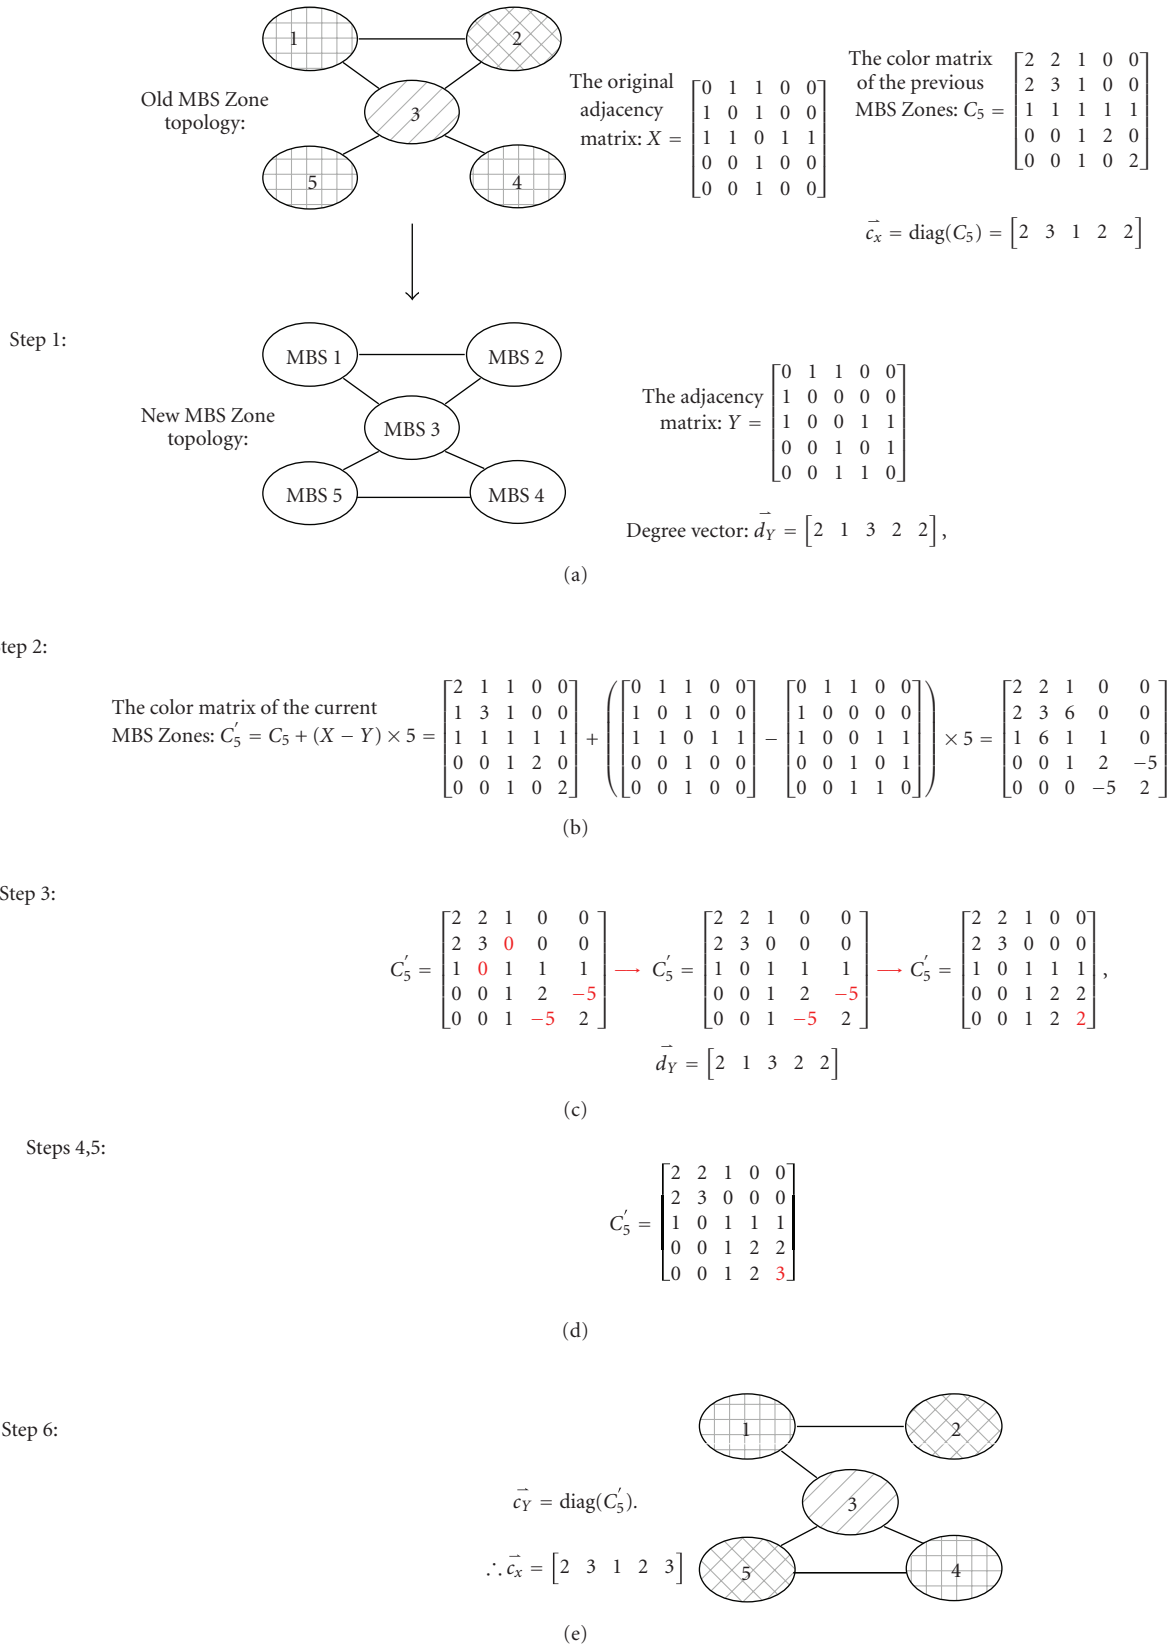 1
2
3
5
4
Old MBS Zone
topology:
The original
adjacency
matrix: X =
[0 1 1 0 0
1 0 1 0 0
1 1 0 1 1
0 0 1 0 0
0 0 1 0 0]
The color matrix
of the previous
MBS Zones: C₅ =
[2 2 1 0 0
2 3 1 0 0
1 1 1 1 1
0 0 1 2 0
0 0 1 0 2]
c⃗ₓ = diag(C₅) = [2 3 1 2 2]
Step 1:
MBS 1
MBS 2
MBS 3
MBS 5
MBS 4
New MBS Zone
topology:
The adjacency
matrix: Y =
[0 1 1 0 0
1 0 0 0 0
1 0 0 1 1
0 0 1 0 1
0 0 1 1 0]
Degree vector: d⃗_Y = [2 1 3 2 2],
(a)
tep 2:
The color matrix of the current
MBS Zones: C₅′ = C₅ + (X − Y) × 5 =
[2 1 1 0 0
1 3 1 0 0
1 1 1 1 1
0 0 1 2 0
0 0 1 0 2]
+
([0 1 1 0 0
1 0 1 0 0
1 1 0 1 1
0 0 1 0 0
0 0 1 0 0]
−
[0 1 1 0 0
1 0 0 0 0
1 0 0 1 1
0 0 1 0 1
0 0 1 1 0])
× 5 =
[2 2 1 0 0
2 3 6 0 0
1 6 1 1 0
0 0 1 2 −5
0 0 0 −5 2]
(b)
Step 3:
C₅′ =
[2 2 1 0 0
2 3 0 0 0
1 0 1 1 1
0 0 1 2 −5
0 0 1 −5 2]
→ C₅′ =
[2 2 1 0 0
2 3 0 0 0
1 0 1 1 1
0 0 1 2 −5
0 0 1 −5 2]
→ C₅′ =
[2 2 1 0 0
2 3 0 0 0
1 0 1 1 1
0 0 1 2 2
0 0 1 2 2],
d⃗_Y = [2 1 3 2 2]
(c)
Steps 4,5:
C₅′ =
[2 2 1 0 0
2 3 0 0 0
1 0 1 1 1
0 0 1 2 2
0 0 1 2 3]
(d)
Step 6:
c⃗_Y = diag(C₅′).
∴ c⃗ₓ = [2 3 1 2 3]
1
2
3
5
4
(e)